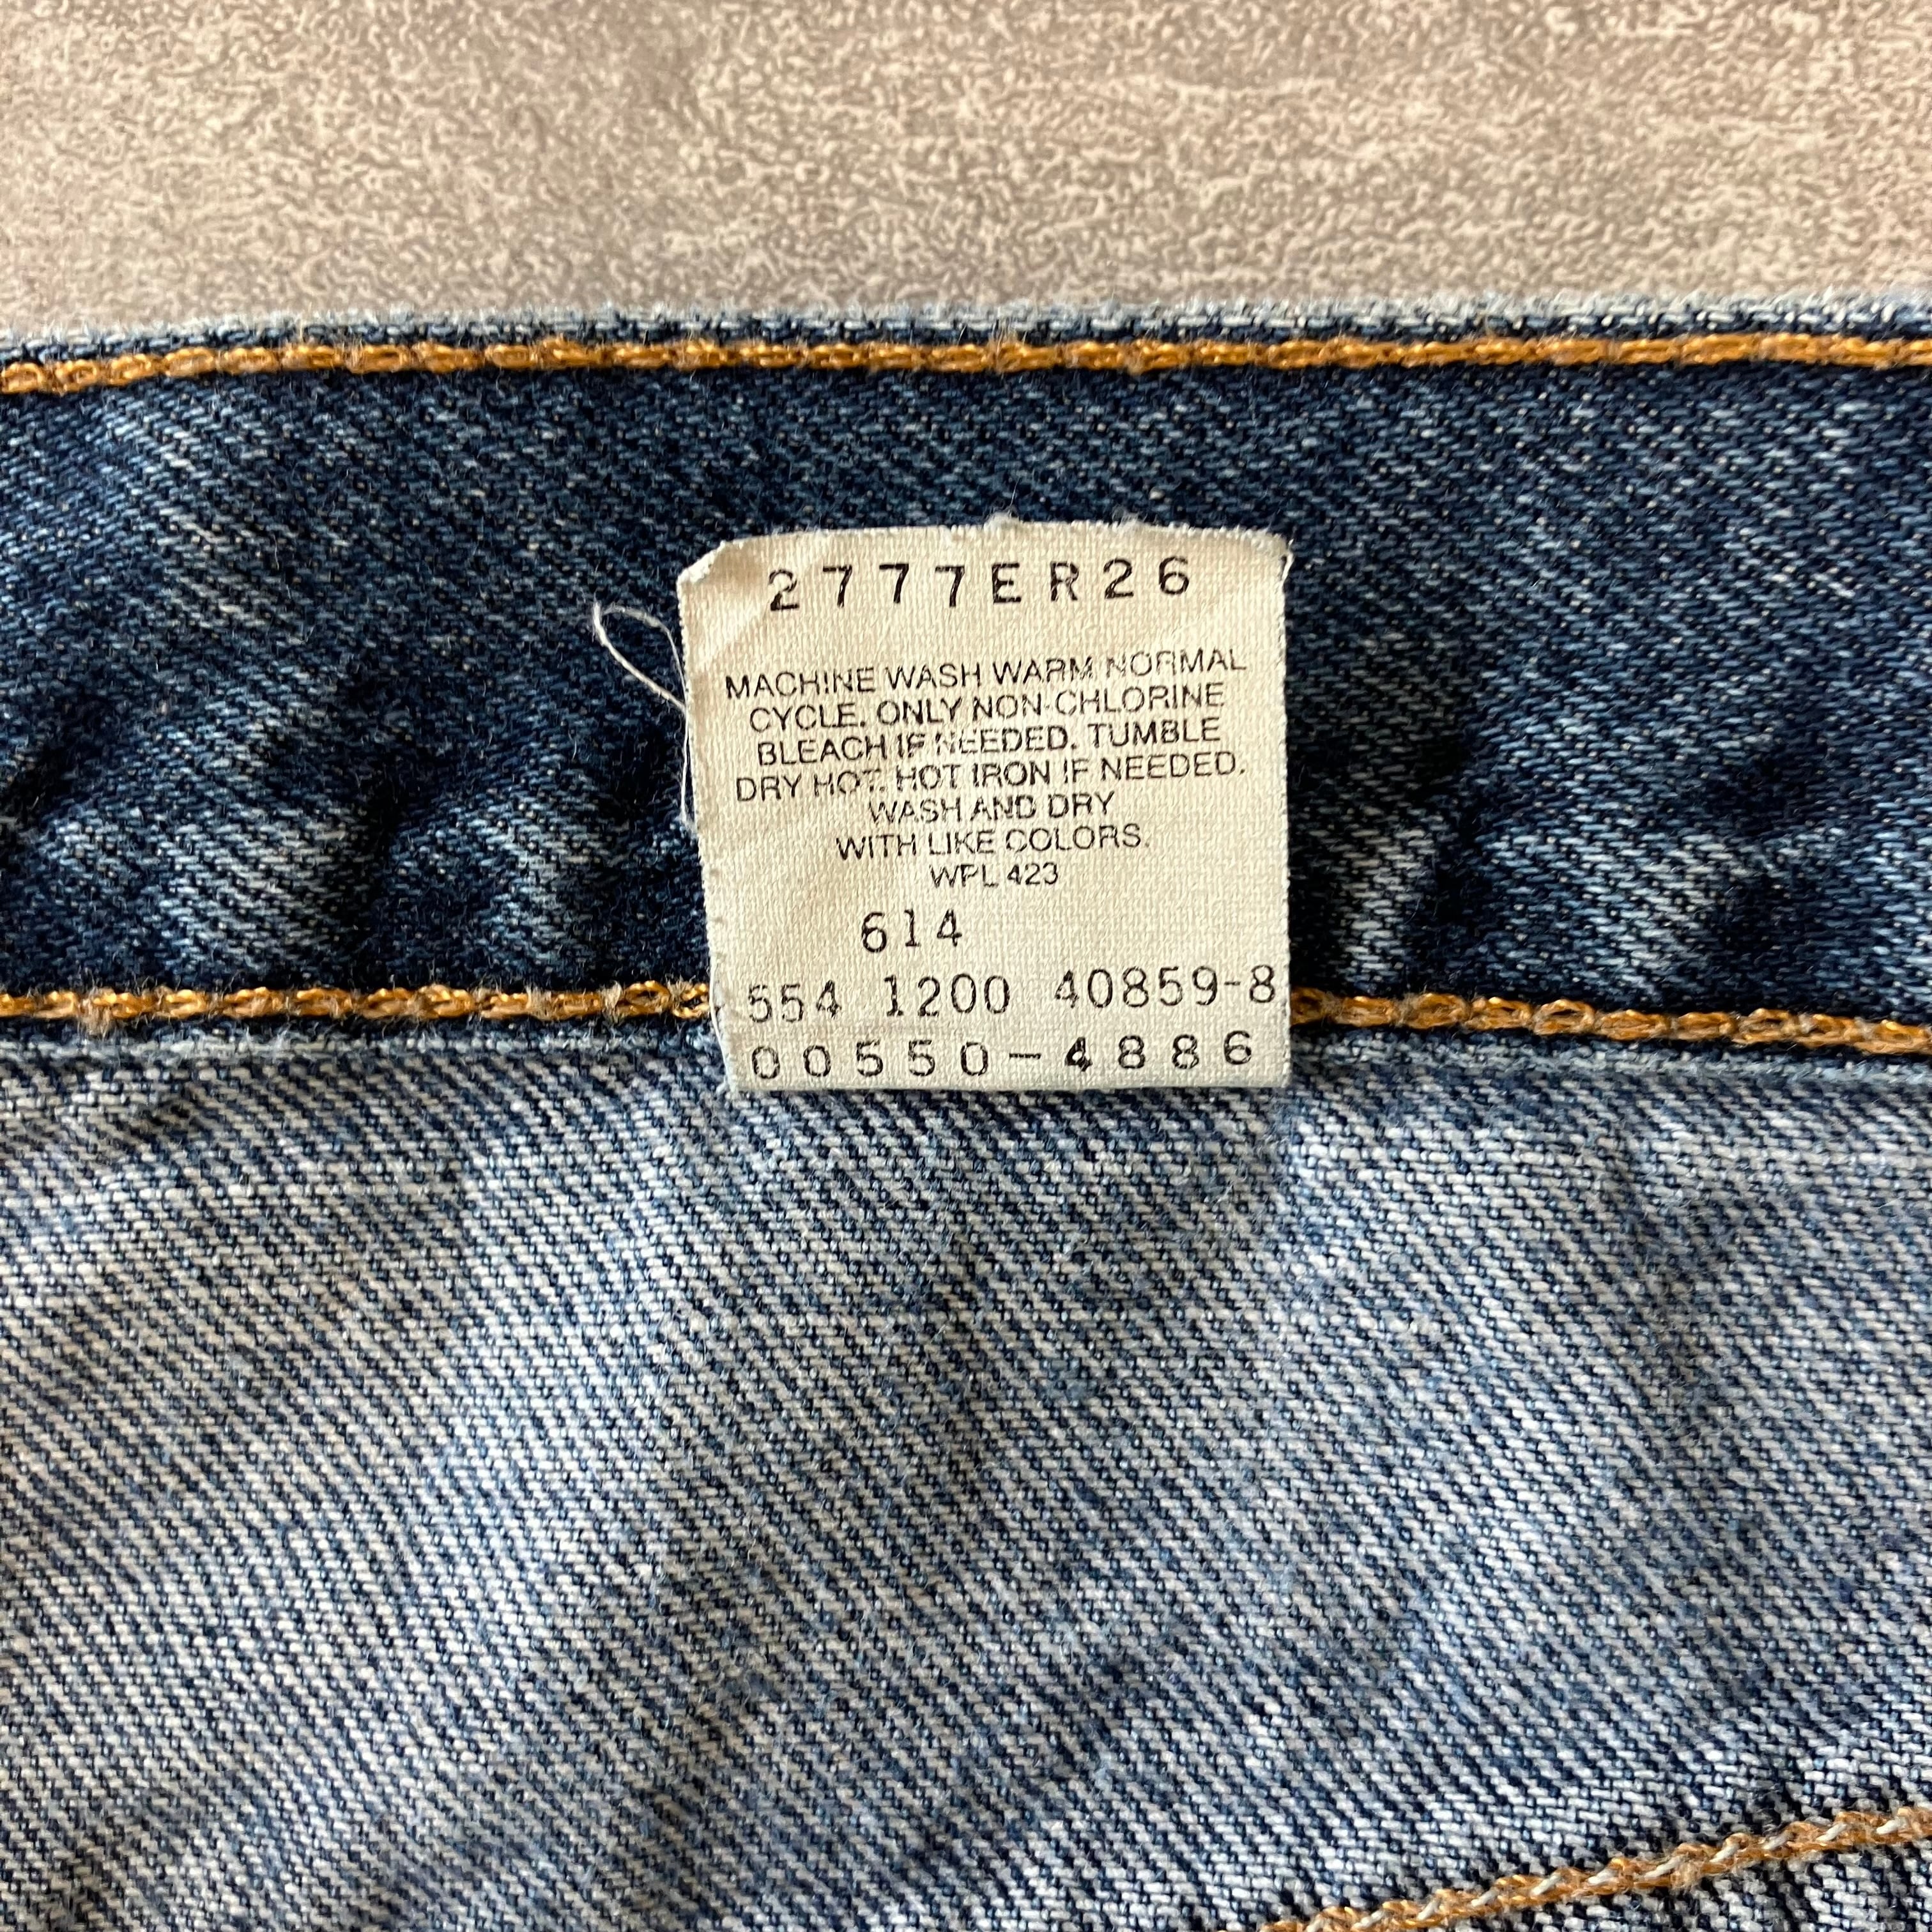 2777ER26
MACHINE WASH WARM NORMAL
CYCLE. ONLY NON-CHLORINE
BLEACH IF NEEDED. TUMBLE
DRY HOT. HOT IRON IF NEEDED.
WASH AND DRY
WITH LIKE COLORS.
WPL 423
614
554 1200 40859-8
00550-4886